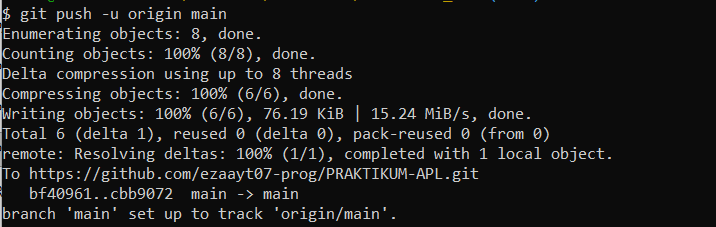 $ git push -u origin main
Enumerating objects: 8, done.
Counting objects: 100% (8/8), done.
Delta compression using up to 8 threads
Compressing objects: 100% (6/6), done.
Writing objects: 100% (6/6), 76.19 KiB | 15.24 MiB/s, done.
Total 6 (delta 1), reused 0 (delta 0), pack-reused 0 (from 0)
remote: Resolving deltas: 100% (1/1), completed with 1 local object.
To https://github.com/ezaayt07-prog/PRAKTIKUM-APL.git
   bf40961..cbb9072  main -> main
branch 'main' set up to track 'origin/main'.